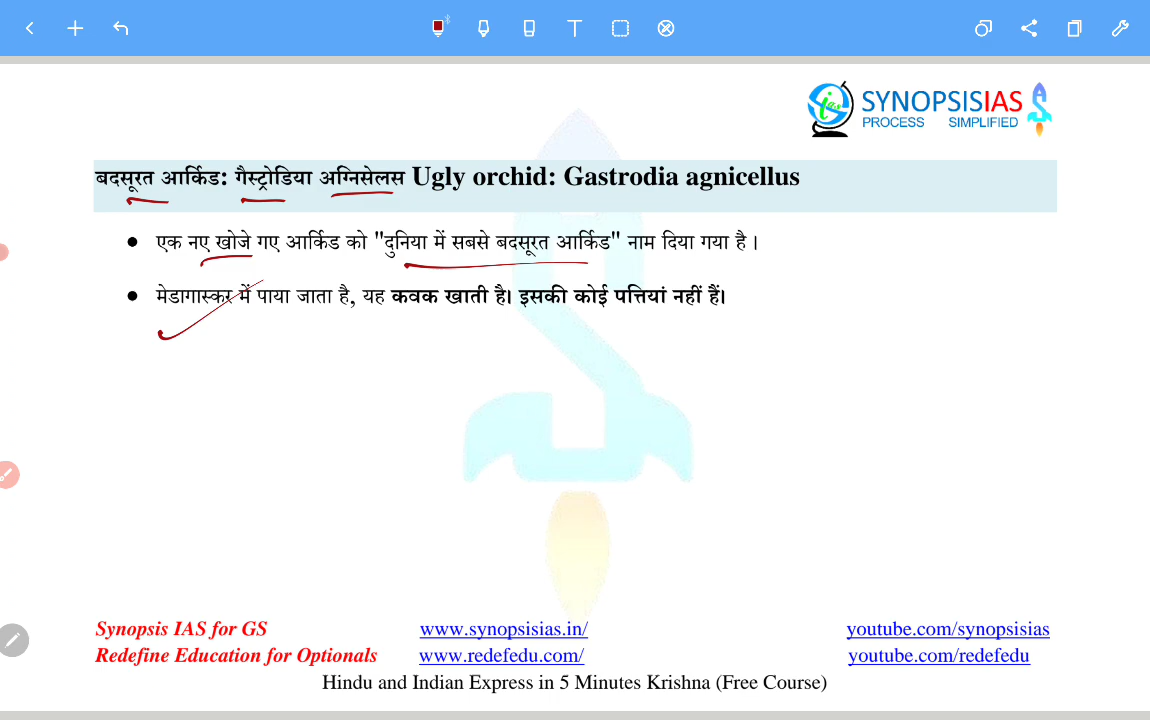 SYNOPSISIAS
PROCESS SIMPLIFIED
बदसूरत आर्किड: गैस्ट्रोडिया अग्निसेलस Ugly orchid: Gastrodia agnicellus
● एक नए खोजे गए आर्किड को "दुनिया में सबसे बदसूरत आर्किड" नाम दिया गया है।
● मेडागास्कर में पाया जाता है, यह कवक खाती है। इसकी कोई पत्तियां नहीं हैं।
Synopsis IAS for GS www.synopsisias.in/ youtube.com/synopsisias
Redefine Education for Optionals www.redefedu.com/ youtube.com/redefedu
Hindu and Indian Express in 5 Minutes Krishna (Free Course)